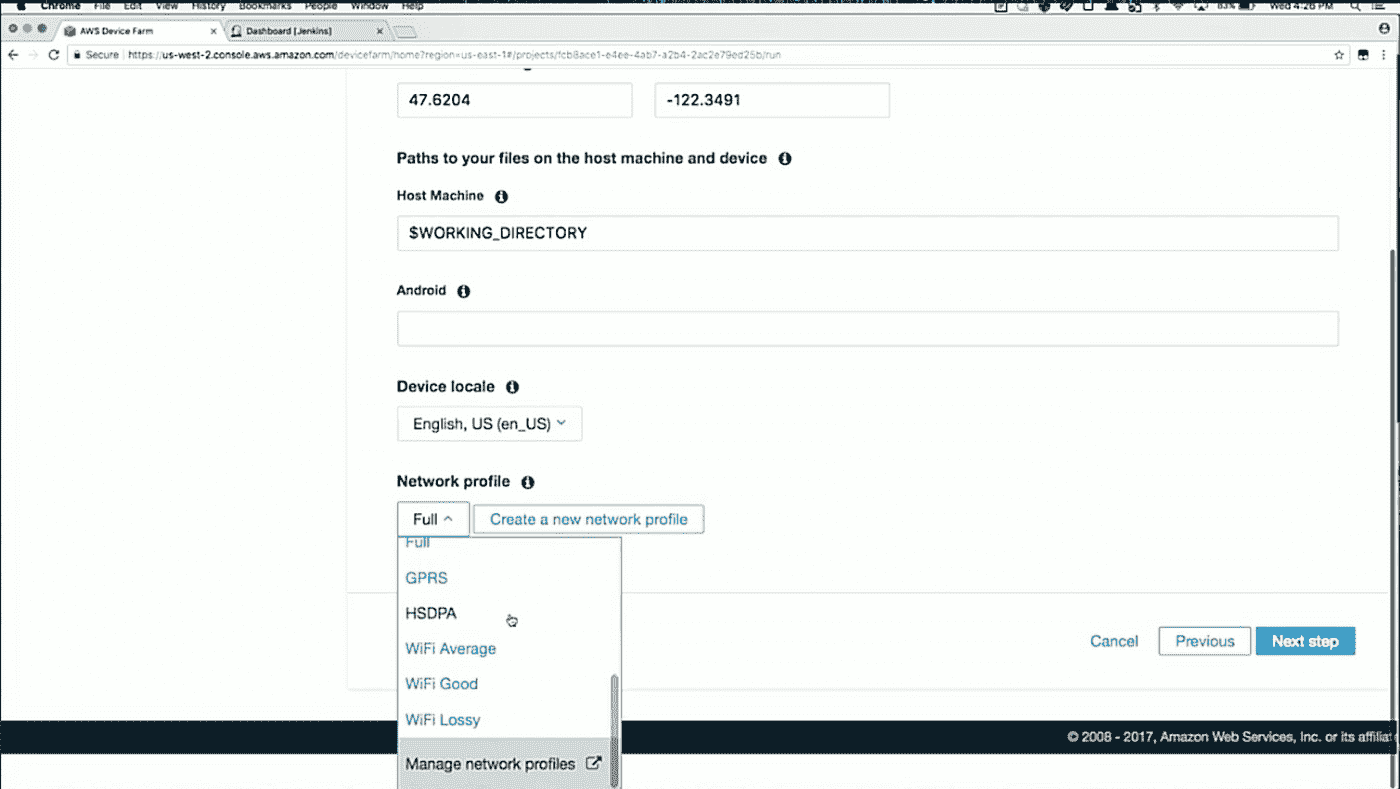 Chrome File Edit View History Bookmarks People Window Help 83% Wed 4:26 PM
AWS Device Farm Dashboard [Jenkins]
Secure https://us-west-2.console.aws.amazon.com/devicefarm/home?region=us-east-1#/projects/fcb8ace1-e4ee-4ab7-a2b4-2ac2e79ed25b/run
47.6204 -122.3491
Paths to your files on the host machine and device
Host Machine
$WORKING_DIRECTORY
Android
Device locale
English, US (en_US)
Network profile
Full Create a new network profile
Full
GPRS
HSDPA
WiFi Average
WiFi Good
WiFi Lossy
Manage network profiles
Cancel Previous Next step
© 2008 - 2017, Amazon Web Services, Inc. or its affiliat